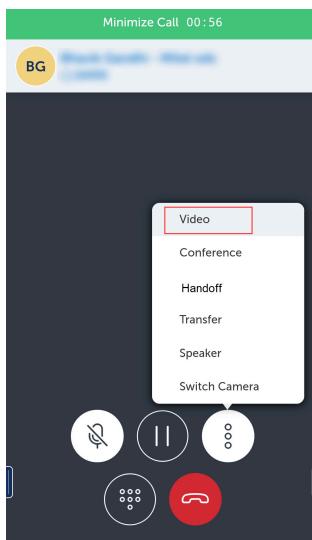 Minimize Call 00:56
BG
Video
Conference
Handoff
Transfer
Speaker
Switch Camera